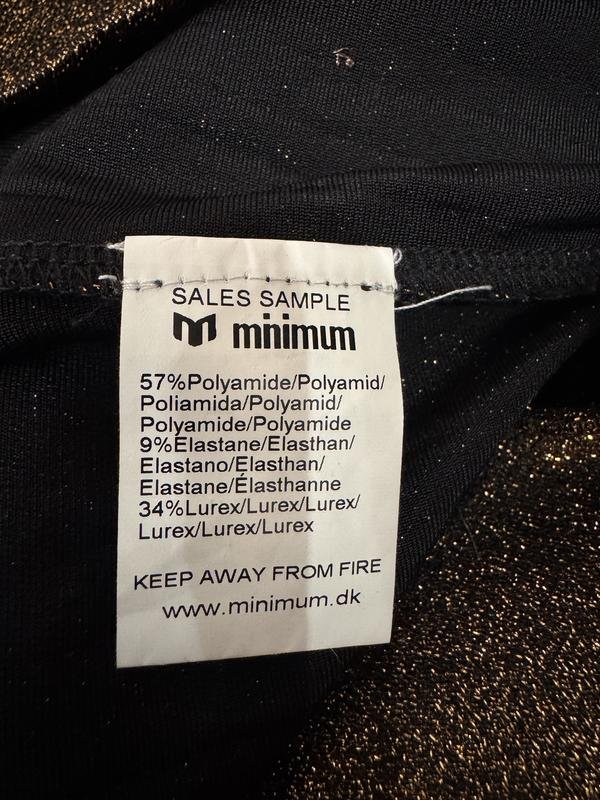 SALES SAMPLE
minimum
57%Polyamide/Polyamid/
Poliamida/Polyamid/
Polyamide/Polyamide
9%Elastane/Elasthan/
Elastano/Elasthan/
Elastane/Élasthanne
34%Lurex/Lurex/Lurex/
Lurex/Lurex/Lurex
KEEP AWAY FROM FIRE
www.minimum.dk